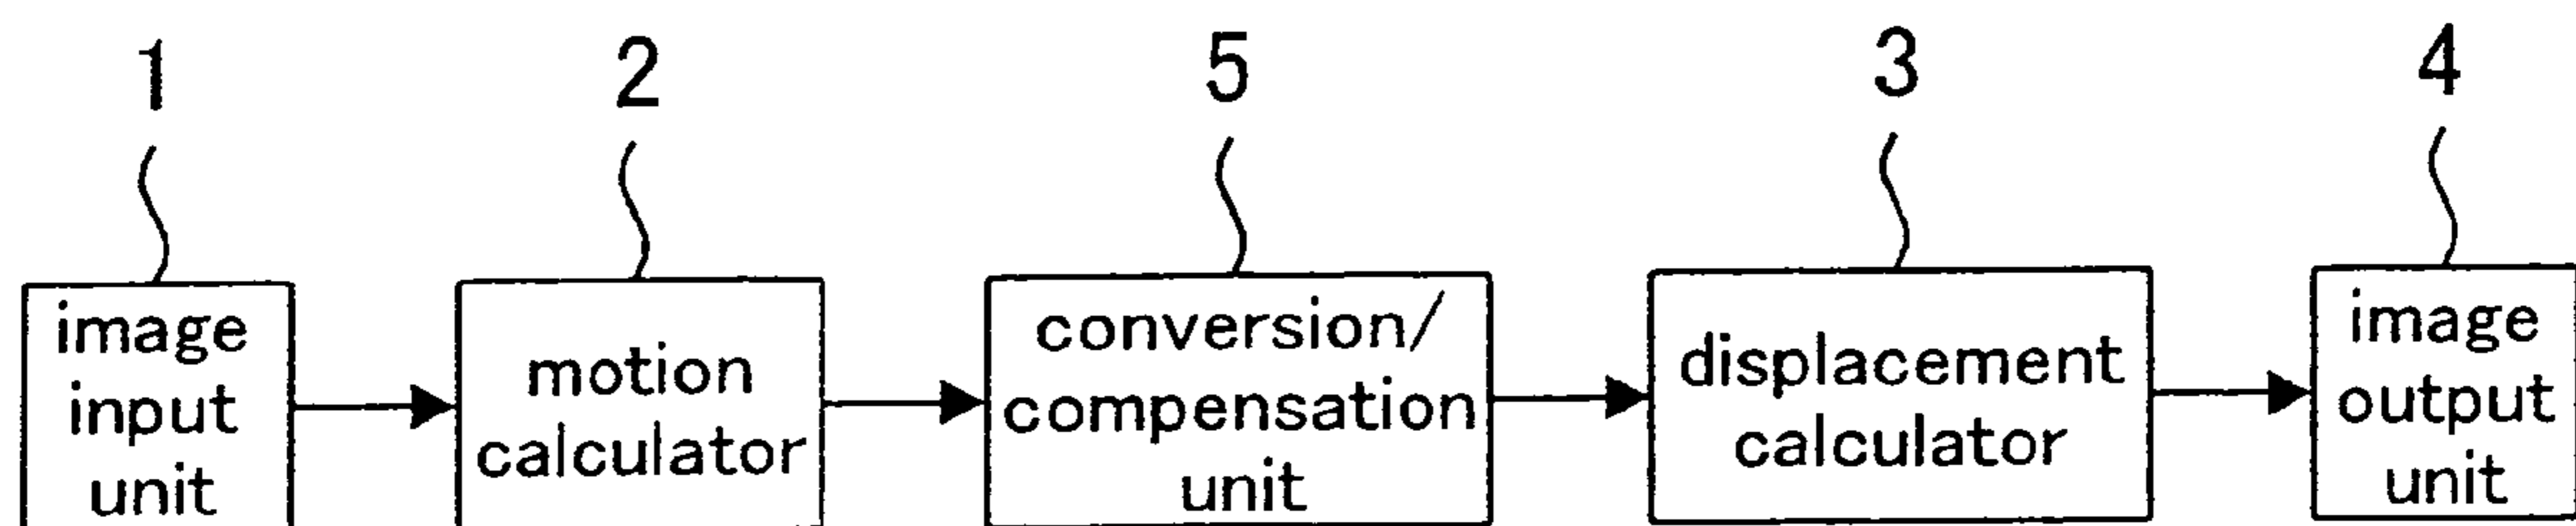 1
2
5
3
4
image
input
unit
motion
calculator
conversion/
compensation
unit
displacement
calculator
image
output
unit